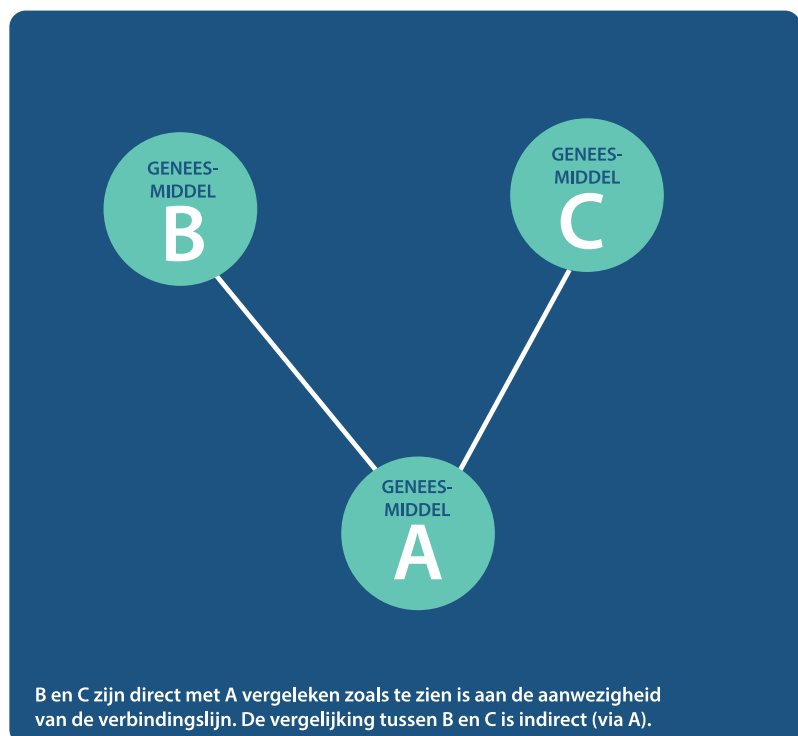 GENEES-
MIDDEL
B
GENEES-
MIDDEL
C
GENEES-
MIDDEL
A
B en C zijn direct met A vergeleken zoals te zien is aan de aanwezigheid
van de verbindingslijn. De vergelijking tussen B en C is indirect (via A).